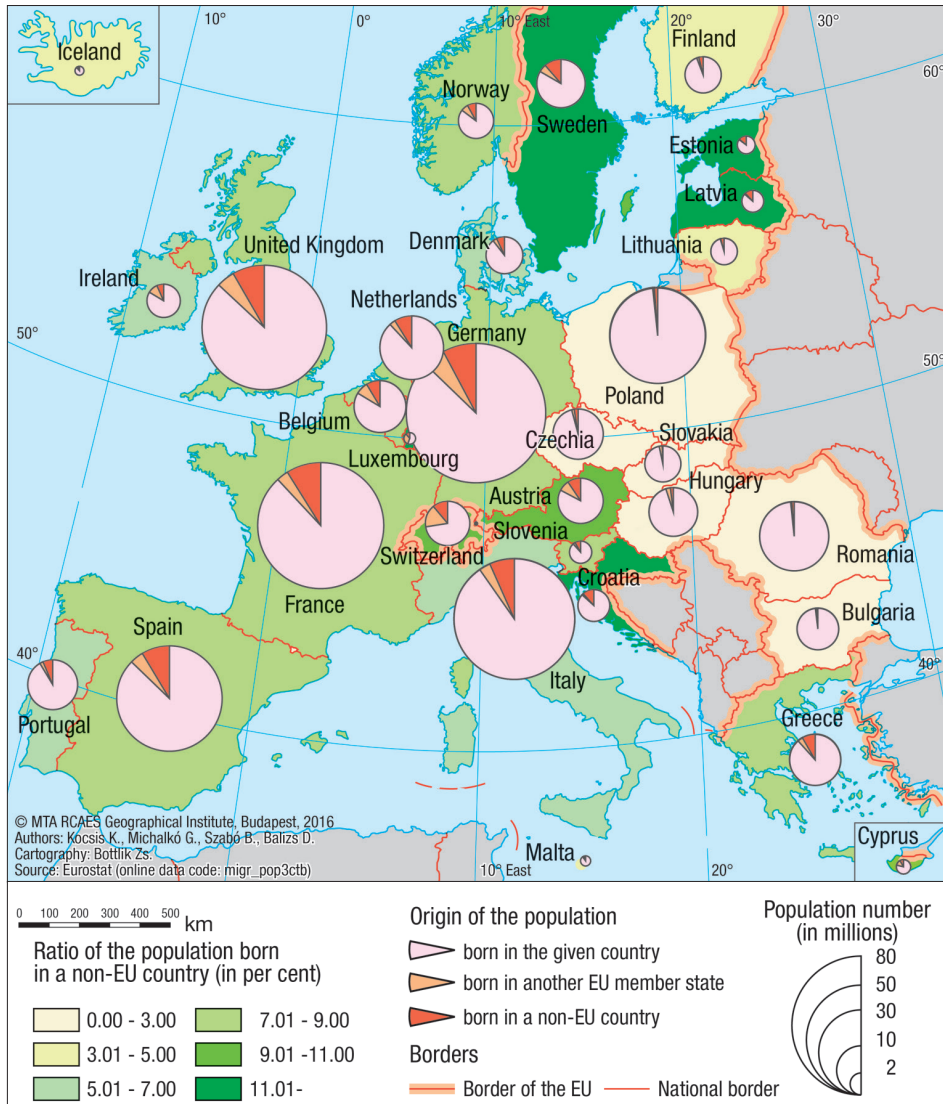 10°
0°
10° East
20°
30°
Iceland
Finland
60°
Norway
Sweden
Estonia
Latvia
United Kingdom
Denmark
Lithuania
Ireland
Netherlands
50°
Germany
50°
Poland
Belgium
Czechia
Slovakia
Luxembourg
Hungary
Austria
Slovenia
Switzerland
Romania
Croatia
France
Bulgaria
Spain
40°
40°
Italy
Portugal
Greece
© MTA RCAES Geographical Institute, Budapest, 2016
Authors: Kocsis K., Michalkó G., Szabó B., Balizs D.
Cartography: Bottlik Zs.
Source: Eurostat (online data code: migr_pop3ctb)
Malta
Cyprus
10° East
20°
0 100 200 300 400 500 km
Ratio of the population born
in a non-EU country (in per cent)
0.00 - 3.00
3.01 - 5.00
5.01 - 7.00
7.01 - 9.00
9.01 -11.00
11.01-
Origin of the population
born in the given country
born in another EU member state
born in a non-EU country
Borders
Border of the EU
National border
Population number
(in millions)
80
50
30
10
2